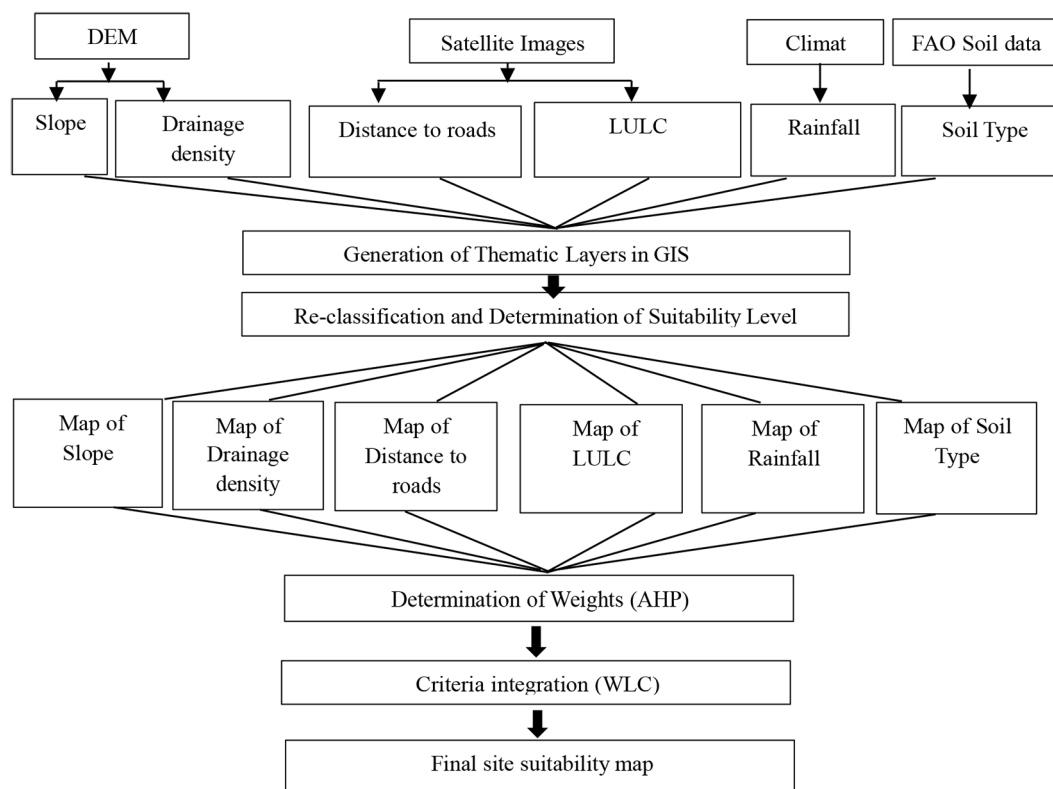 DEM
Satellite Images
Climat
FAO Soil data
Slope
Drainage
density
Distance to roads
LULC
Rainfall
Soil Type
Generation of Thematic Layers in GIS
Re-classification and Determination of Suitability Level
Map of
Slope
Map of
Drainage
density
Map of
Distance to
roads
Map of
LULC
Map of
Rainfall
Map of Soil
Type
Determination of Weights (AHP)
Criteria integration (WLC)
Final site suitability map